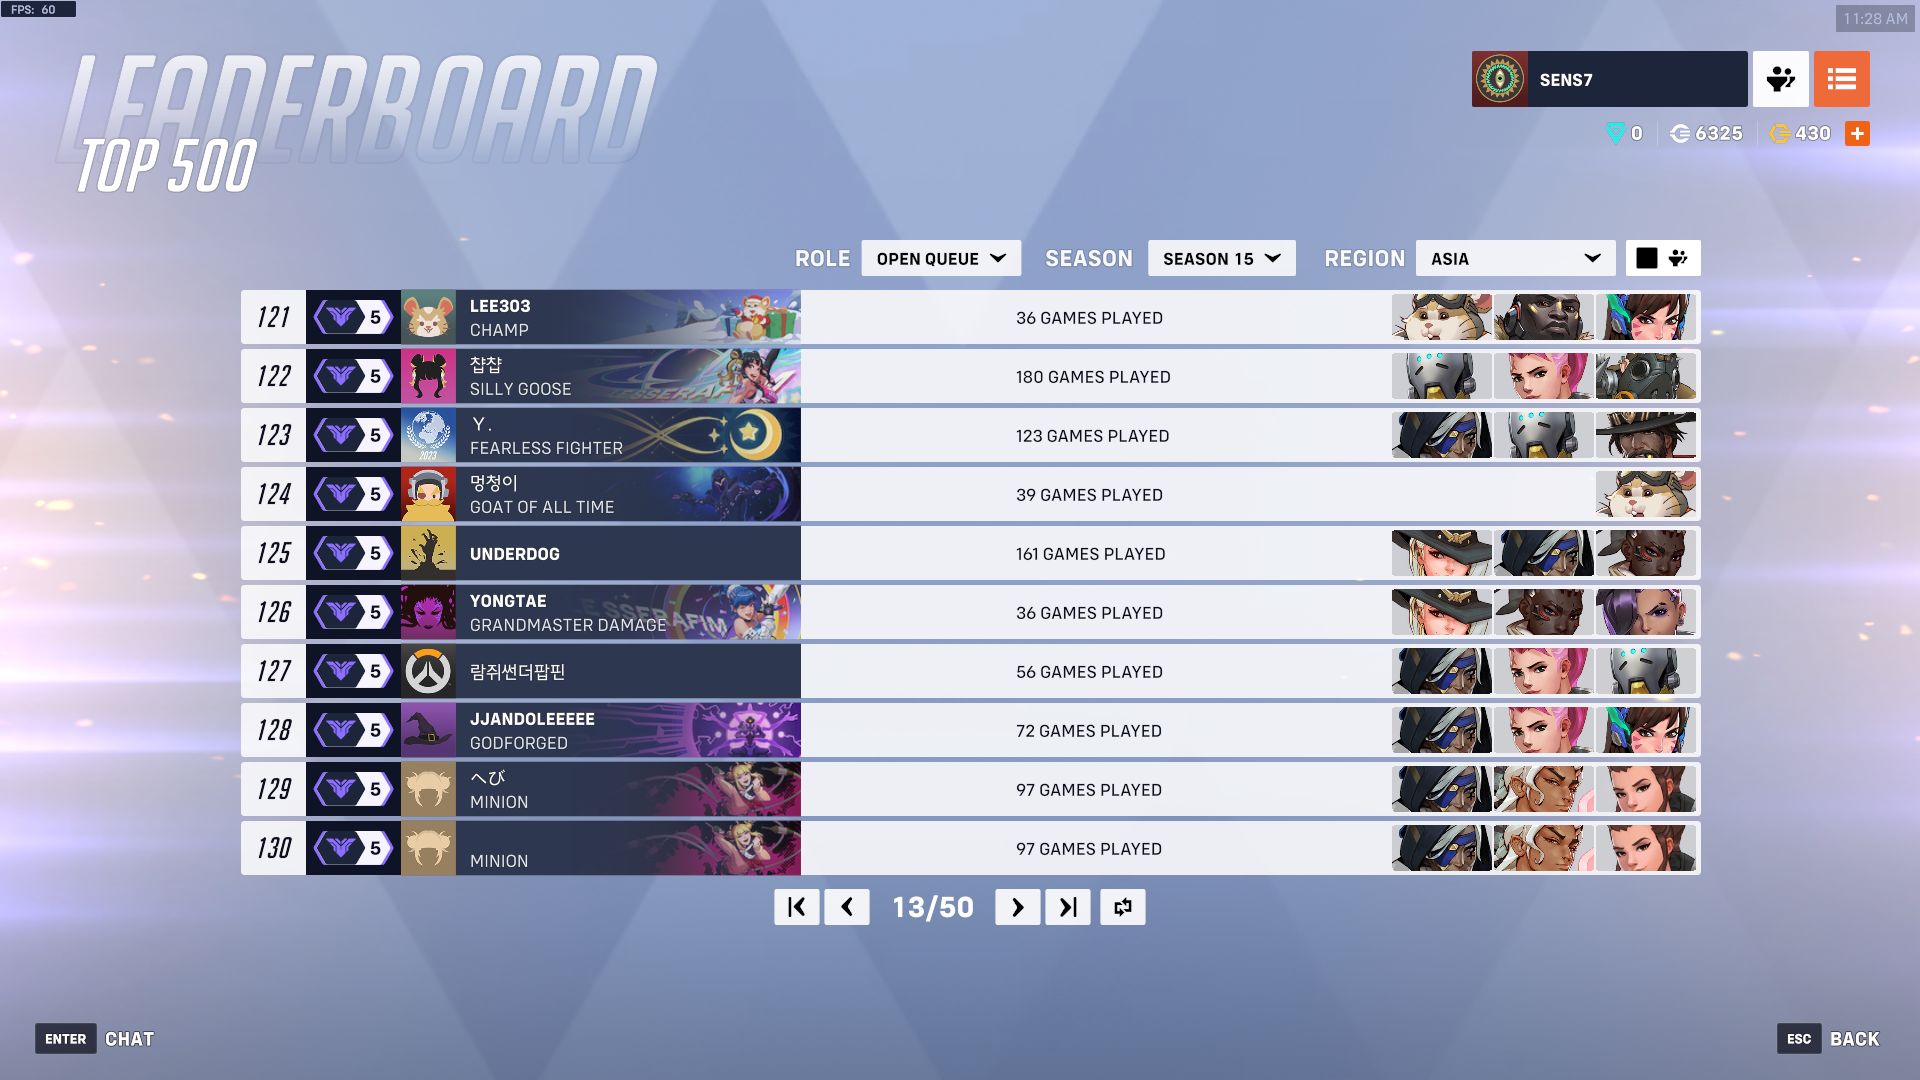 FPS: 60
11:28 AM
LEADERBOARD
TOP 500
SENS7
0
6325
430
ROLE
OPEN QUEUE
SEASON
SEASON 15
REGION
ASIA
121
5
LEE303
CHAMP
36 GAMES PLAYED
122
5
챱챱
SILLY GOOSE
180 GAMES PLAYED
123
5
2023
Y.
FEARLESS FIGHTER
123 GAMES PLAYED
124
5
멍청이
GOAT OF ALL TIME
39 GAMES PLAYED
125
5
UNDERDOG
161 GAMES PLAYED
126
5
YONGTAE
GRANDMASTER DAMAGE
36 GAMES PLAYED
127
5
람쥐썬더팝핀
56 GAMES PLAYED
128
5
JJANDOLEEEEE
GODFORGED
72 GAMES PLAYED
129
5
へび
MINION
97 GAMES PLAYED
130
5
MINION
97 GAMES PLAYED
13/50
ENTER
CHAT
ESC
BACK